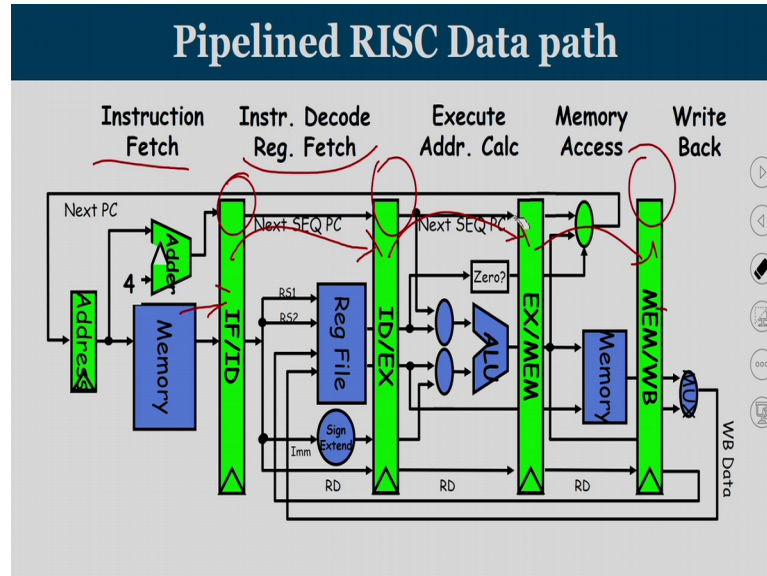 Pipelined RISC Data path
Instruction
Fetch
Instr. Decode
Reg. Fetch
Execute
Addr. Calc
Memory
Access
Write
Back
Next PC
Next SEQ PC
Next SEQ PC
Adder
4
Address
Memory
IF/ID
RS1
RS2
Reg File
Sign
Extend
Imm
RD
ID/EX
Zero?
ALU
RD
EX/MEM
Memory
RD
MEM/WB
MUX
WB Data